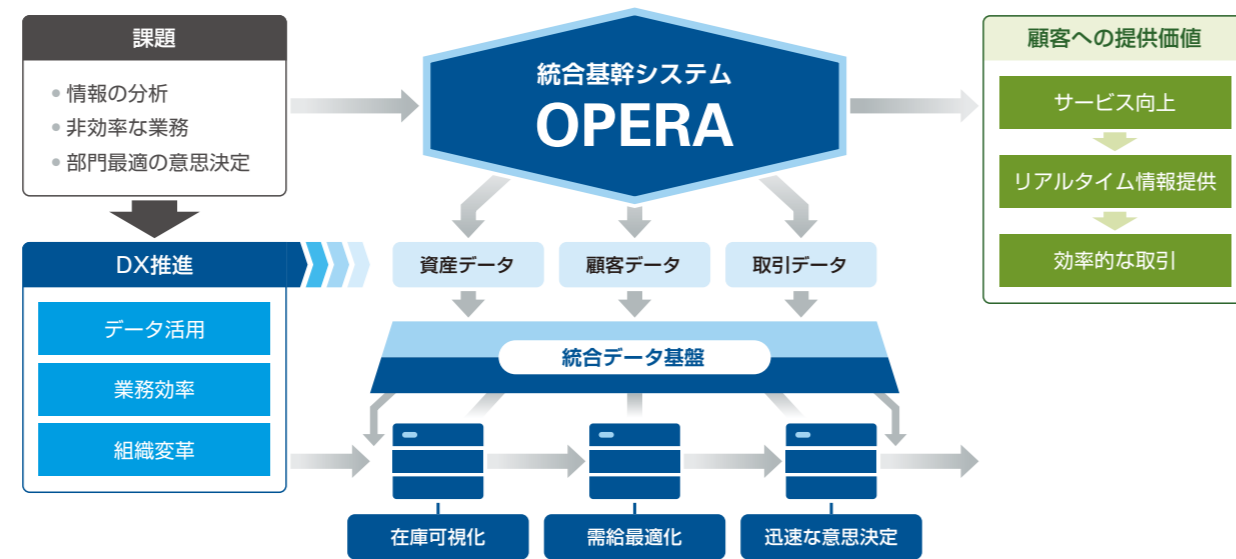 課題
• 情報の分析
• 非効率な業務
• 部門最適の意思決定
DX推進
データ活用
業務効率
組織変革
統合基幹システム
OPERA
資産データ
顧客データ
取引データ
統合データ基盤
在庫可視化
需給最適化
迅速な意思決定
顧客への提供価値
サービス向上
リアルタイム情報提供
効率的な取引